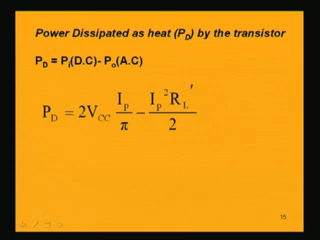 Power Dissipated as heat (P_D) by the transistor
P_D = P_i(D.C)- P_o(A.C)
P_D = 2V_CC I_P/π − I_P²R_L′/2
15